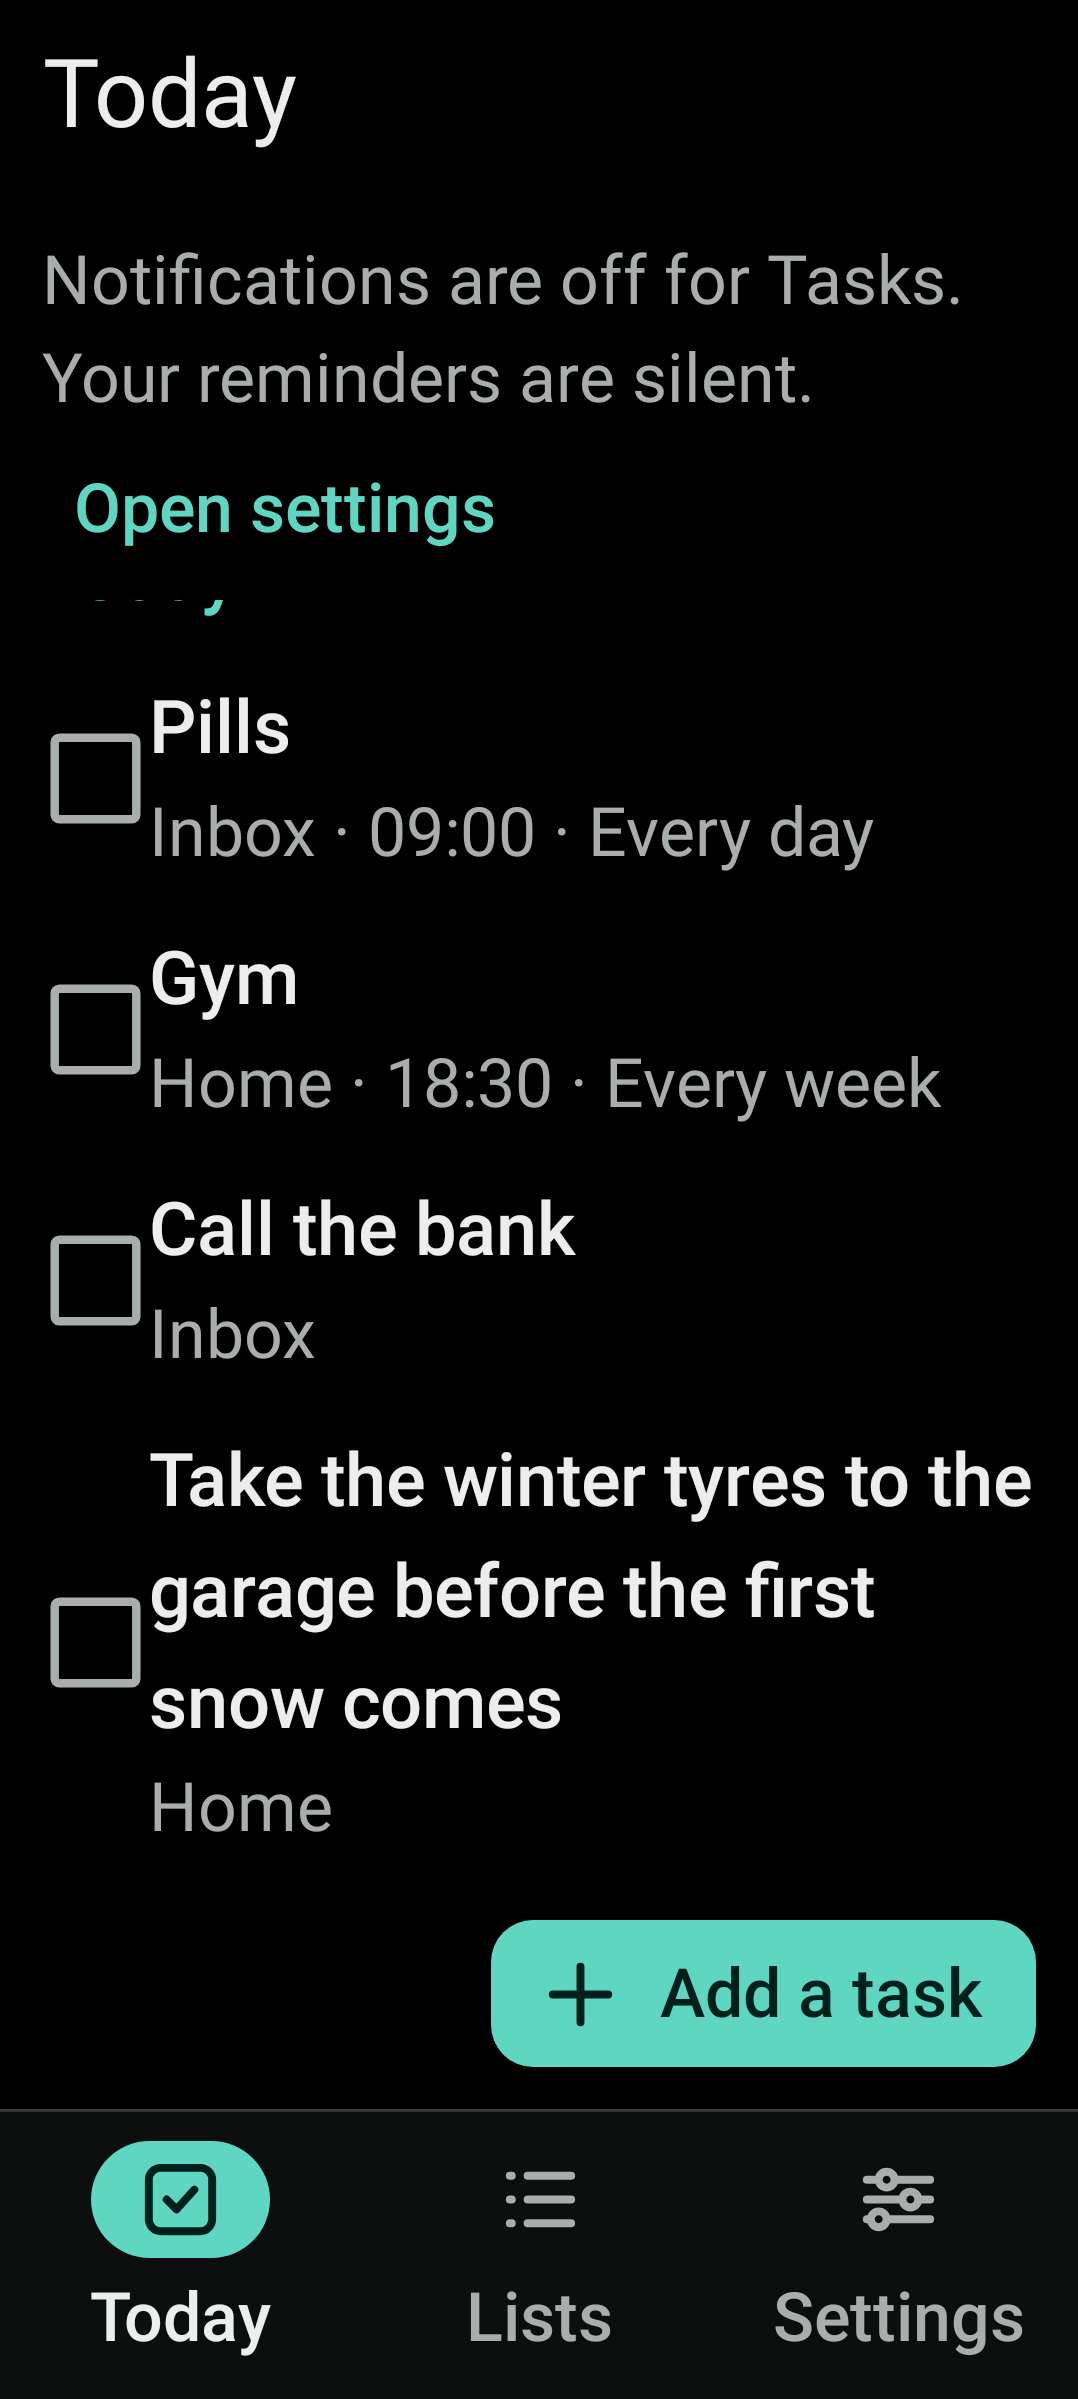 Today
Notifications are off for Tasks.
Your reminders are silent.
Open settings
Pills
Inbox · 09:00 · Every day
Gym
Home · 18:30 · Every week
Call the bank
Inbox
Take the winter tyres to the
garage before the first
snow comes
Home
Add a task
Today
Lists
Settings